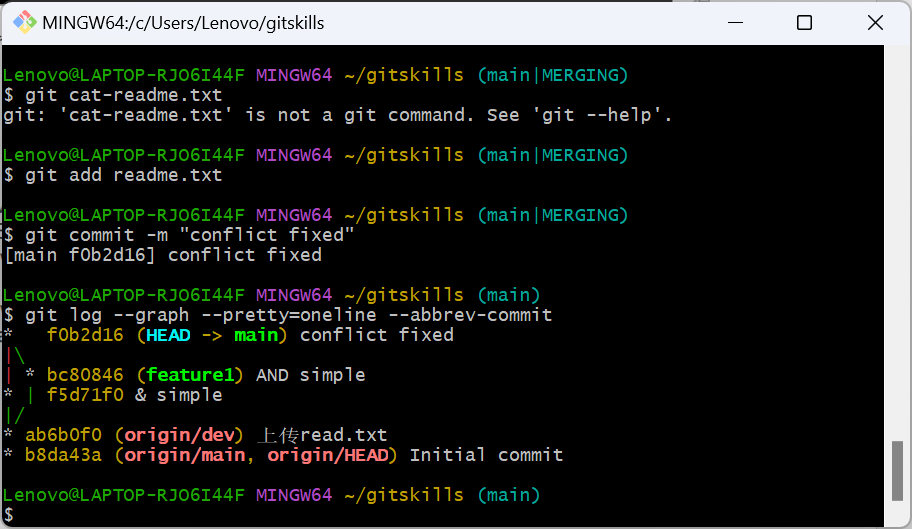 MINGW64:/c/Users/Lenovo/gitskills
Lenovo@LAPTOP-RJO6I44F MINGW64 ~/gitskills (main|MERGING)
$ git cat-readme.txt
git: 'cat-readme.txt' is not a git command. See 'git --help'.
Lenovo@LAPTOP-RJO6I44F MINGW64 ~/gitskills (main|MERGING)
$ git add readme.txt
Lenovo@LAPTOP-RJO6I44F MINGW64 ~/gitskills (main|MERGING)
$ git commit -m "conflict fixed"
[main f0b2d16] conflict fixed
Lenovo@LAPTOP-RJO6I44F MINGW64 ~/gitskills (main)
$ git log --graph --pretty=oneline --abbrev-commit
*   f0b2d16 (HEAD -> main) conflict fixed
|\
| * bc80846 (feature1) AND simple
* | f5d71f0 & simple
|/
* ab6b0f0 (origin/dev) 上传read.txt
* b8da43a (origin/main, origin/HEAD) Initial commit
Lenovo@LAPTOP-RJO6I44F MINGW64 ~/gitskills (main)
$